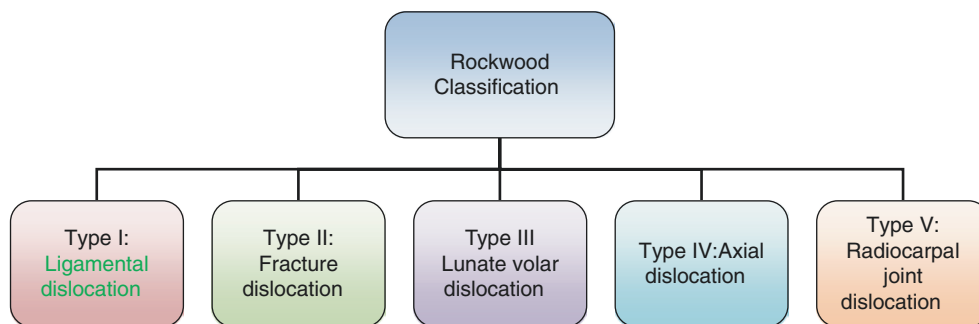 Rockwood
Classification
Type I:
Ligamental
dislocation
Type II:
Fracture
dislocation
Type III
Lunate volar
dislocation
Type IV:Axial
dislocation
Type V:
Radiocarpal
joint
dislocation